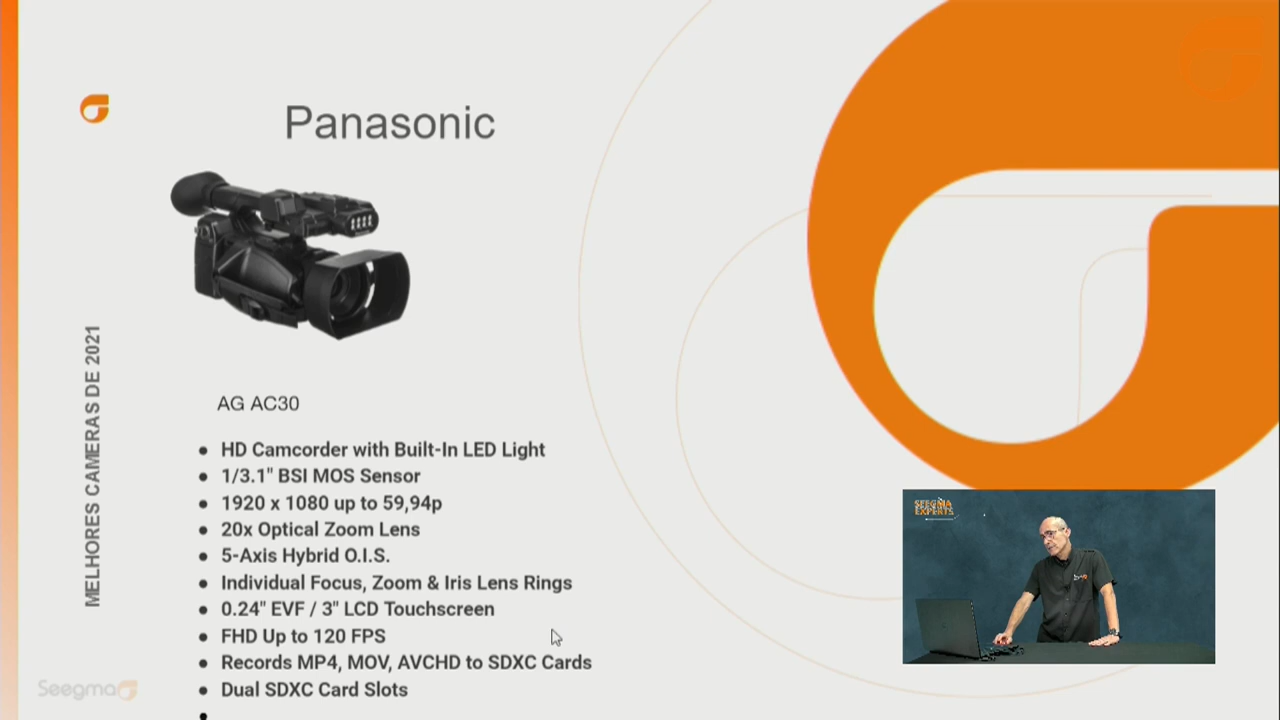 Panasonic
MELHORES CAMERAS DE 2021
AG AC30
• HD Camcorder with Built-In LED Light
• 1/3.1" BSI MOS Sensor
• 1920 x 1080 up to 59,94p
• 20x Optical Zoom Lens
• 5-Axis Hybrid O.I.S.
• Individual Focus, Zoom & Iris Lens Rings
• 0.24" EVF / 3" LCD Touchscreen
• FHD Up to 120 FPS
• Records MP4, MOV, AVCHD to SDXC Cards
• Dual SDXC Card Slots
Seegma
SEEGMA
EXPERTS